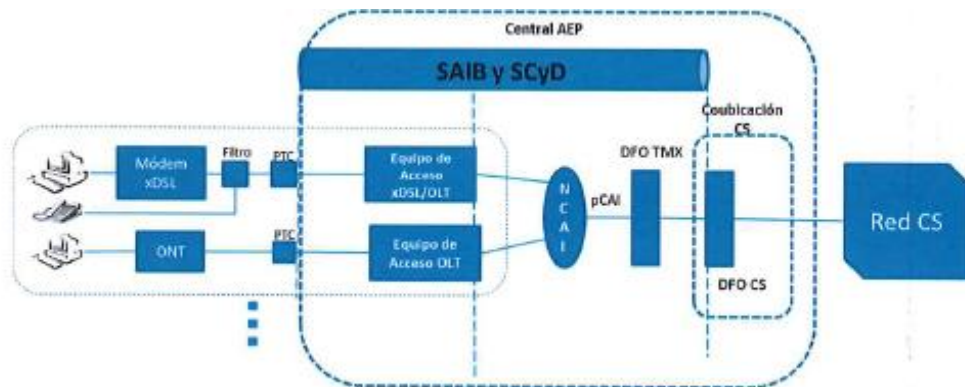 Central AEP
SAIB y SCyD
Coubicación
CS
DFO TMX
Filtro
PTC
Módem
xDSL
Equipo de
Acceso
xDSL/OLT
NCAI
pCAI
Red CS
PTC
ONT
Equipo de
Acceso OLT
DFO CS